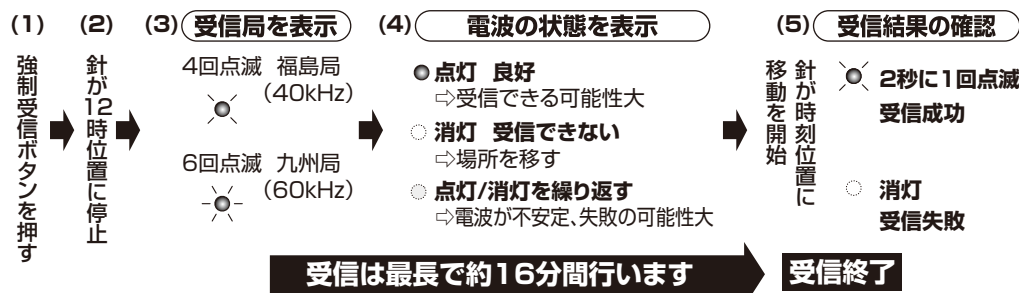 (1)
強制受信ボタンを押す
(2)
針が12時位置に停止
(3) 受信局を表示
4回点滅 福島局
(40kHz)
6回点滅 九州局
(60kHz)
(4) 電波の状態を表示
点灯 良好
⇨受信できる可能性大
消灯 受信できない
⇨場所を移す
点灯/消灯を繰り返す
⇨電波が不安定、失敗の可能性大
(5) 受信結果の確認
針が時刻位置に
移動を開始
2秒に1回点滅
受信成功
消灯
受信失敗
受信は最長で約16分間行います
受信終了